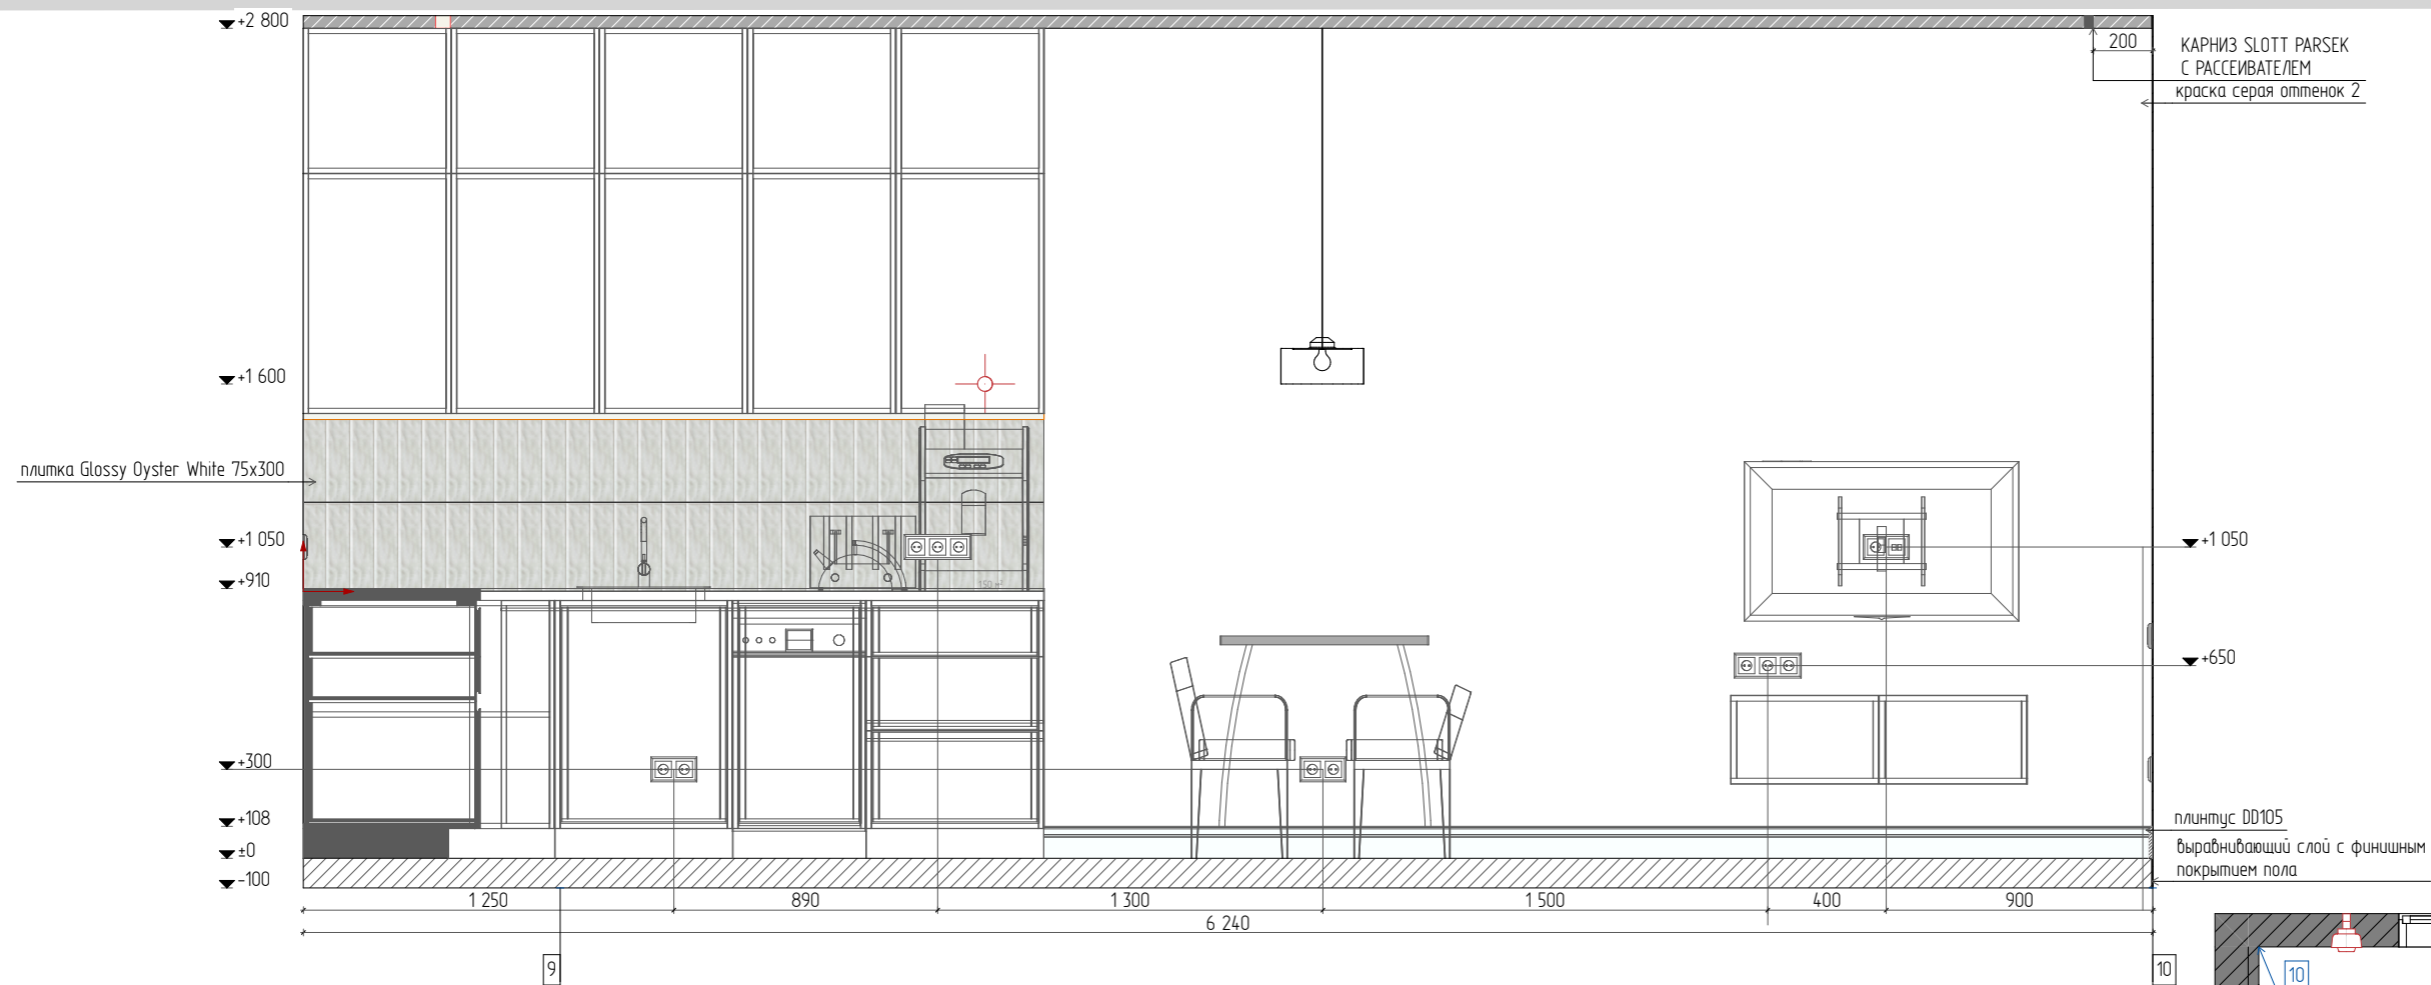 +2 800
200
КАРНИЗ SLOTT PARSEK
С РАССЕИВАТЕЛЕМ
краска серая оттенок 2
+1 600
плитка Glossy Oyster White 75x300
+1 050
+1 050
+910
150 м²
+650
+300
+108
плинтус DD105
±0
выравнивающий слой с финишным
покрытием пола
-100
1 250
890
1 300
1 500
400
900
6 240
9
10
10